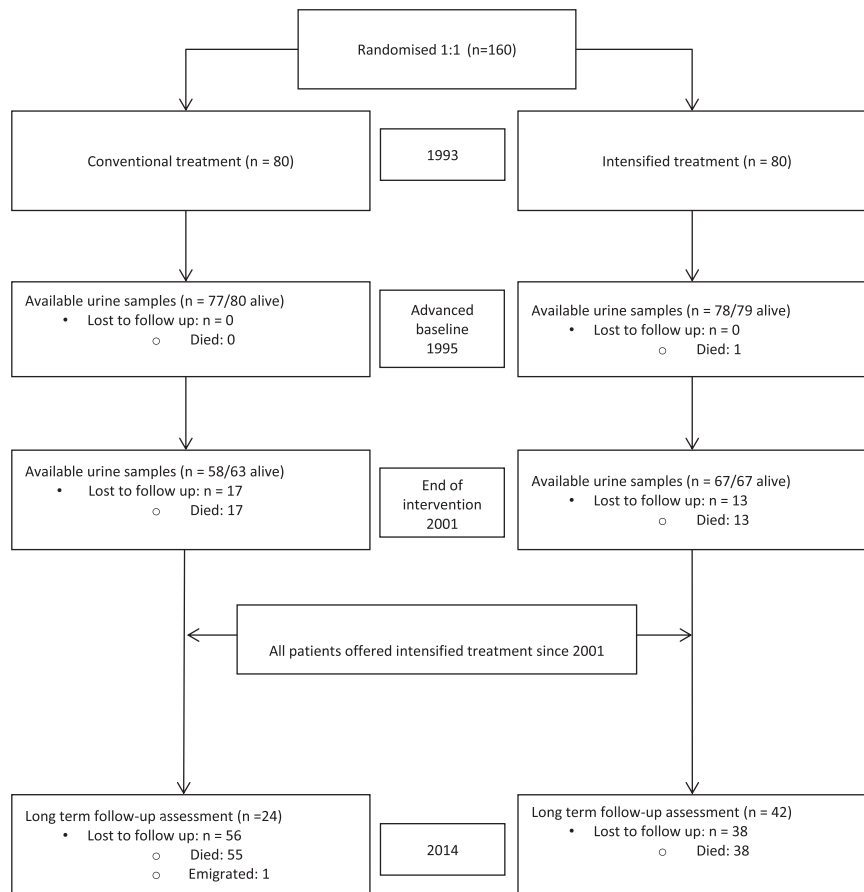 Randomised 1:1 (n=160)
Conventional treatment (n = 80)
1993
Intensified treatment (n = 80)
Available urine samples (n = 77/80 alive)
• Lost to follow up: n = 0
○ Died: 0
Advanced
baseline
1995
Available urine samples (n = 78/79 alive)
• Lost to follow up: n = 0
○ Died: 1
Available urine samples (n = 58/63 alive)
• Lost to follow up: n = 17
○ Died: 17
End of
intervention
2001
Available urine samples (n = 67/67 alive)
• Lost to follow up: n = 13
○ Died: 13
All patients offered intensified treatment since 2001
Long term follow-up assessment (n =24)
• Lost to follow up: n = 56
○ Died: 55
○ Emigrated: 1
2014
Long term follow-up assessment (n = 42)
• Lost to follow up: n = 38
○ Died: 38